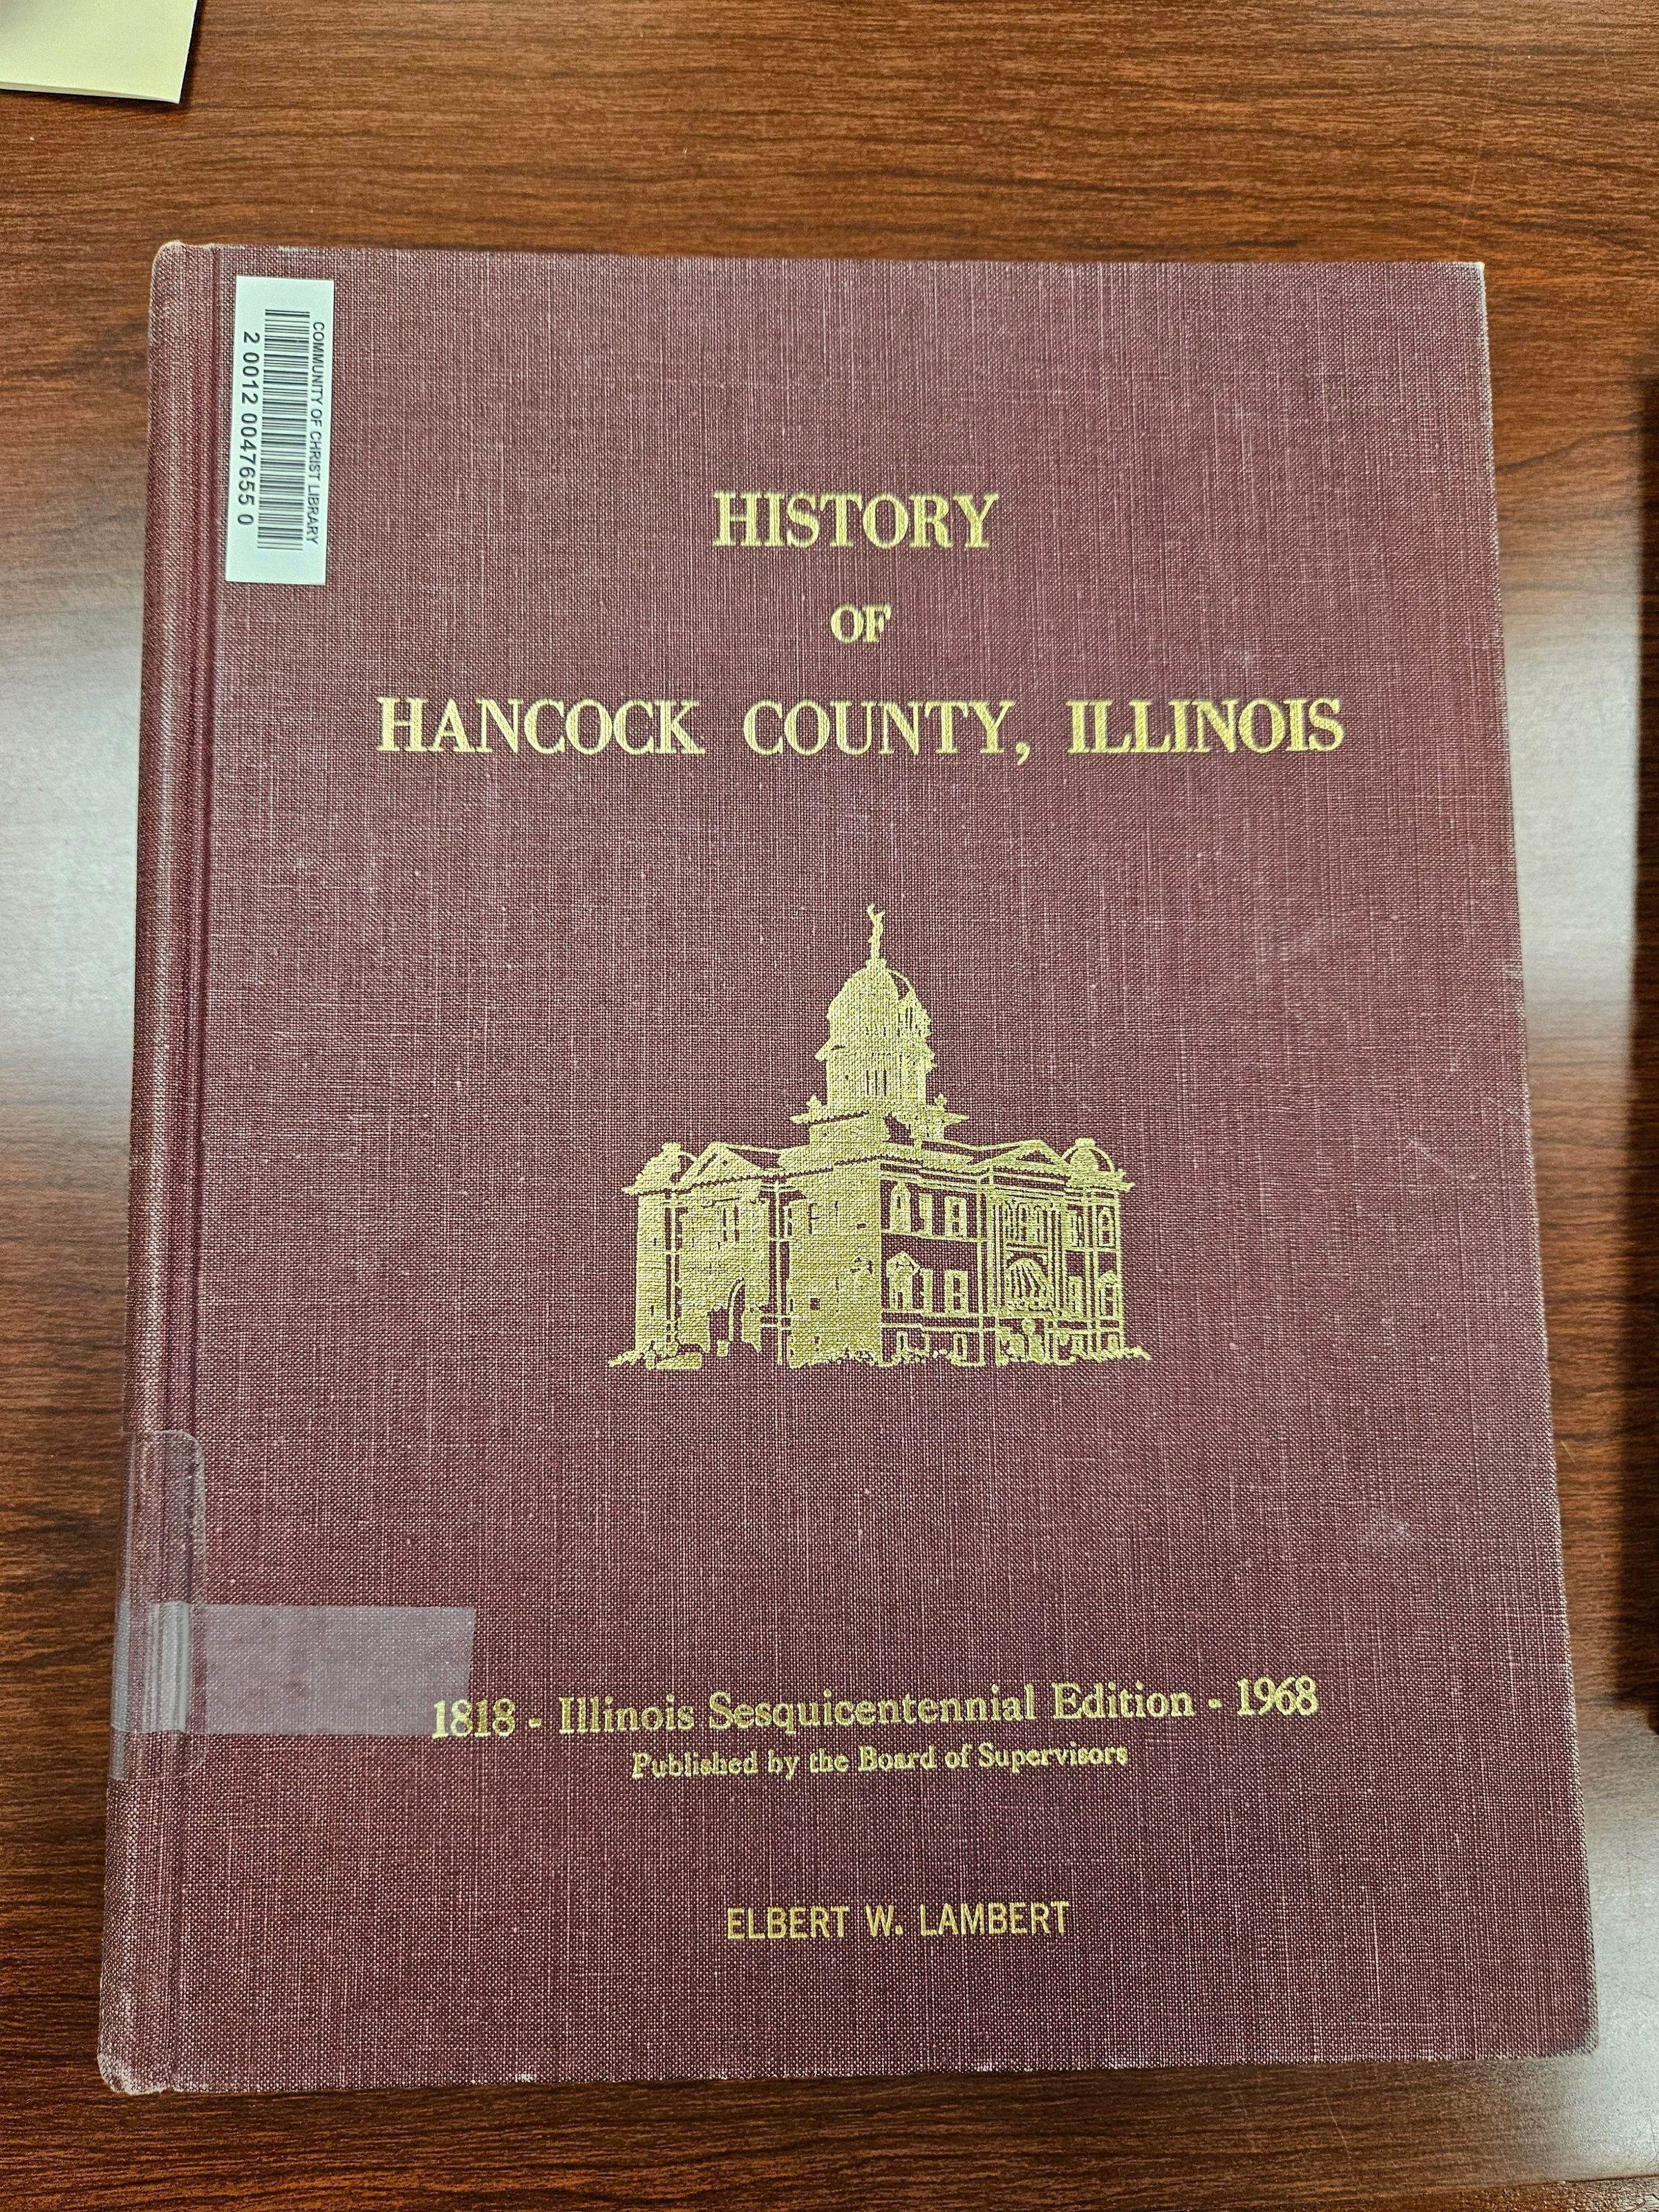 COMMUNITY OF CHRIST LIBRARY
2 0012 0047655 0
HISTORY
OF
HANCOCK COUNTY, ILLINOIS
1818 - Illinois Sesquicentennial Edition - 1968
Published by the Board of Supervisors
ELBERT W. LAMBERT